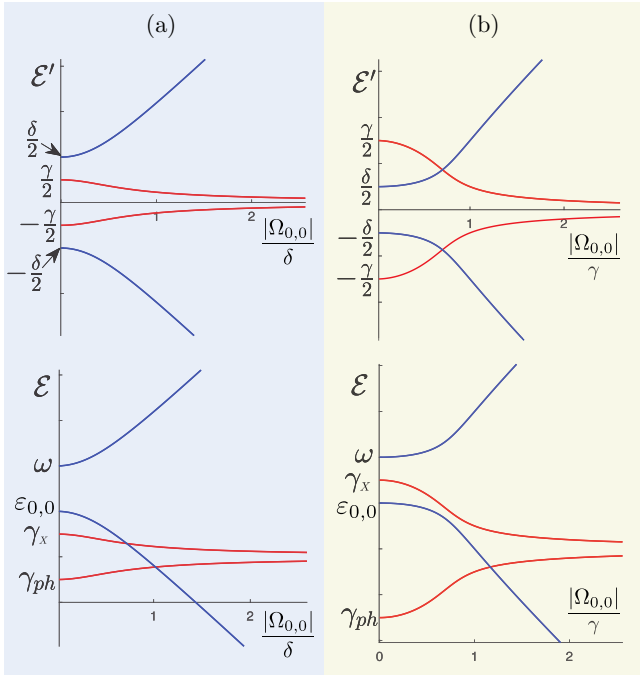 (a)
ℰ′
δ/2
γ/2
−γ/2
−δ/2
1
2
|Ω₀,₀|/δ
(b)
ℰ′
γ/2
δ/2
−δ/2
−γ/2
1
2
|Ω₀,₀|/γ
ℰ
ω
ε₀,₀
γₓ
γₚₕ
1
2
|Ω₀,₀|/δ
ℰ
ω
γₓ
ε₀,₀
γₚₕ
0
1
2
|Ω₀,₀|/γ